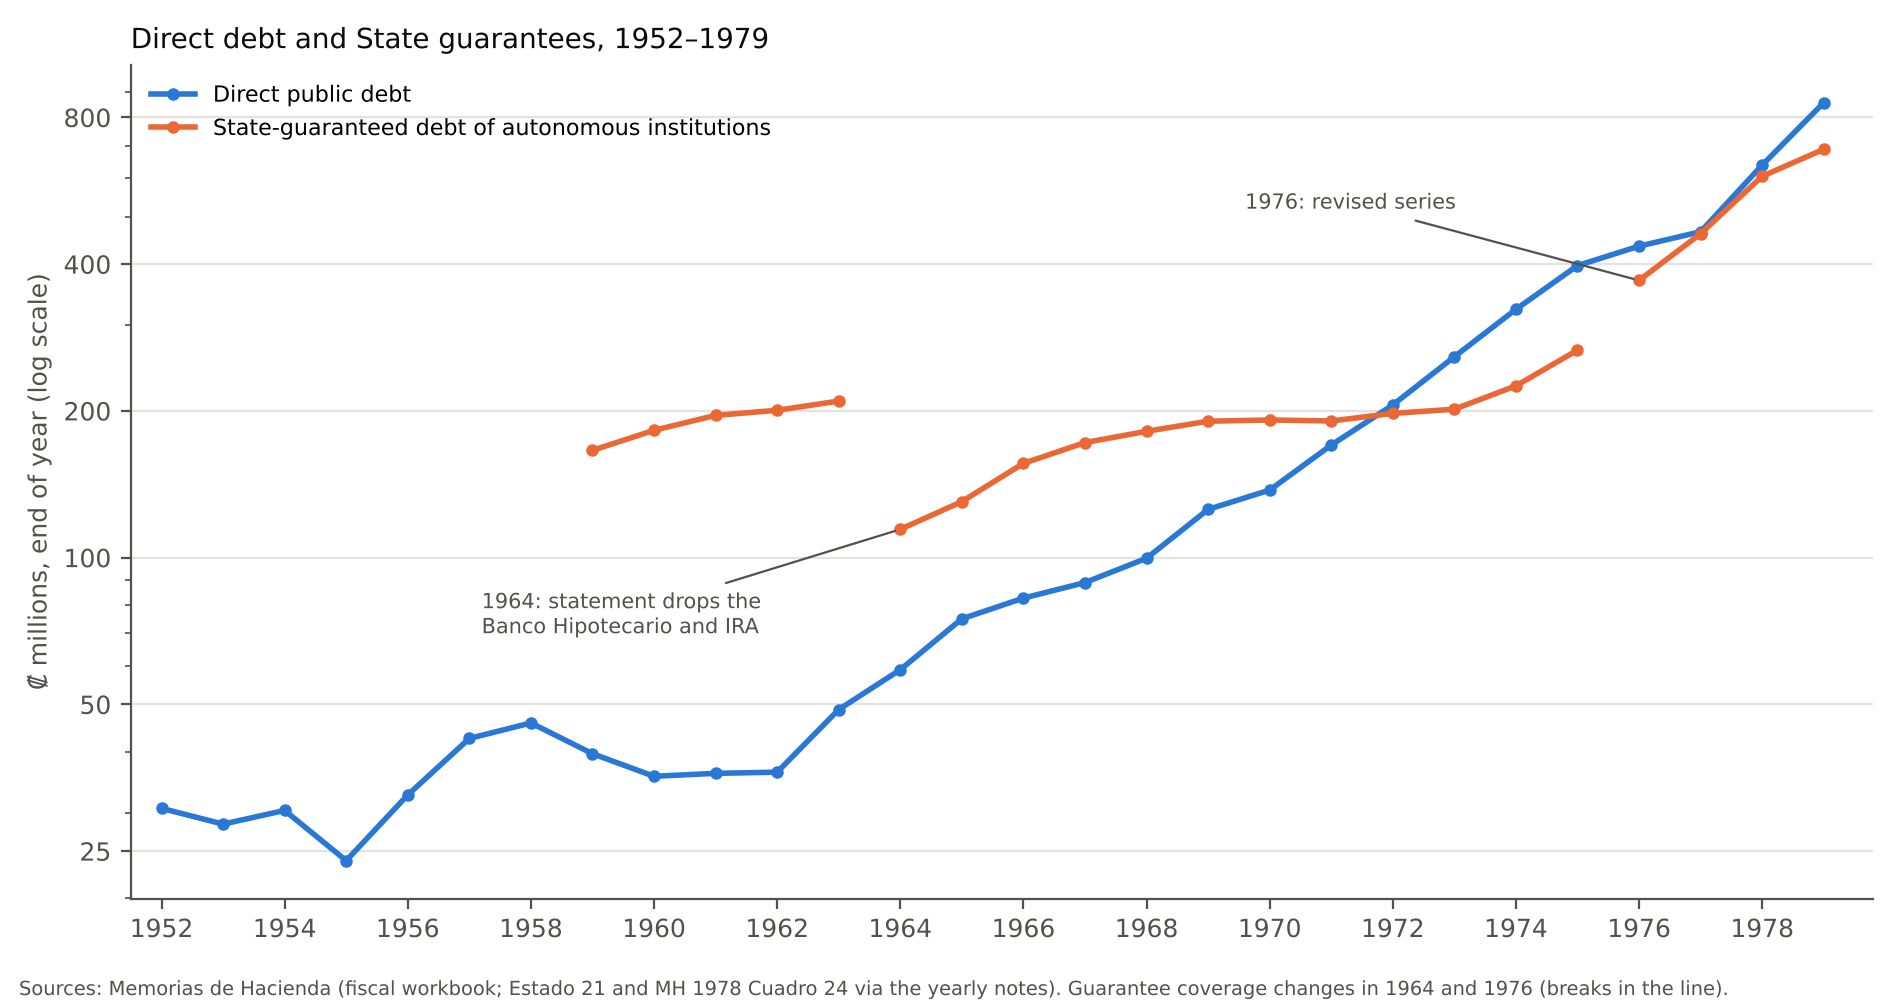 Direct debt and State guarantees, 1952–1979
Direct public debt
State-guaranteed debt of autonomous institutions
₡ millions, end of year (log scale)
800
400
200
100
50
25
1976: revised series
1964: statement drops the
Banco Hipotecario and IRA
1952 1954 1956 1958 1960 1962 1964 1966 1968 1970 1972 1974 1976 1978
Sources: Memorias de Hacienda (fiscal workbook; Estado 21 and MH 1978 Cuadro 24 via the yearly notes). Guarantee coverage changes in 1964 and 1976 (breaks in the line).